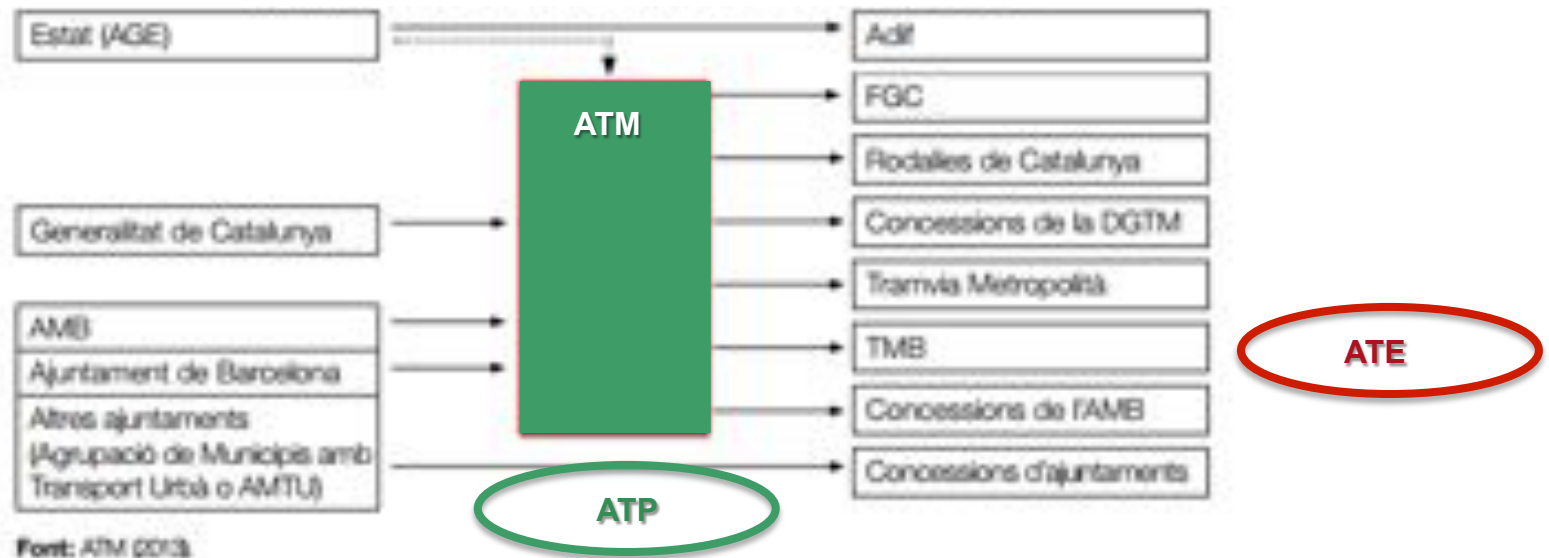 Estat (AGE)
Generalitat de Catalunya
AMB
Ajuntament de Barcelona
Altres ajuntaments
(Agrupació de Municipis amb
Transport Urbà o AMTU)
ATM
ATP
Adif
FGC
Rodalies de Catalunya
Concessions de la DGTM
Tramvia Metropolità
TMB
Concessions de l'AMB
Concessions d'ajuntaments
ATE
Font: ATM (2013).